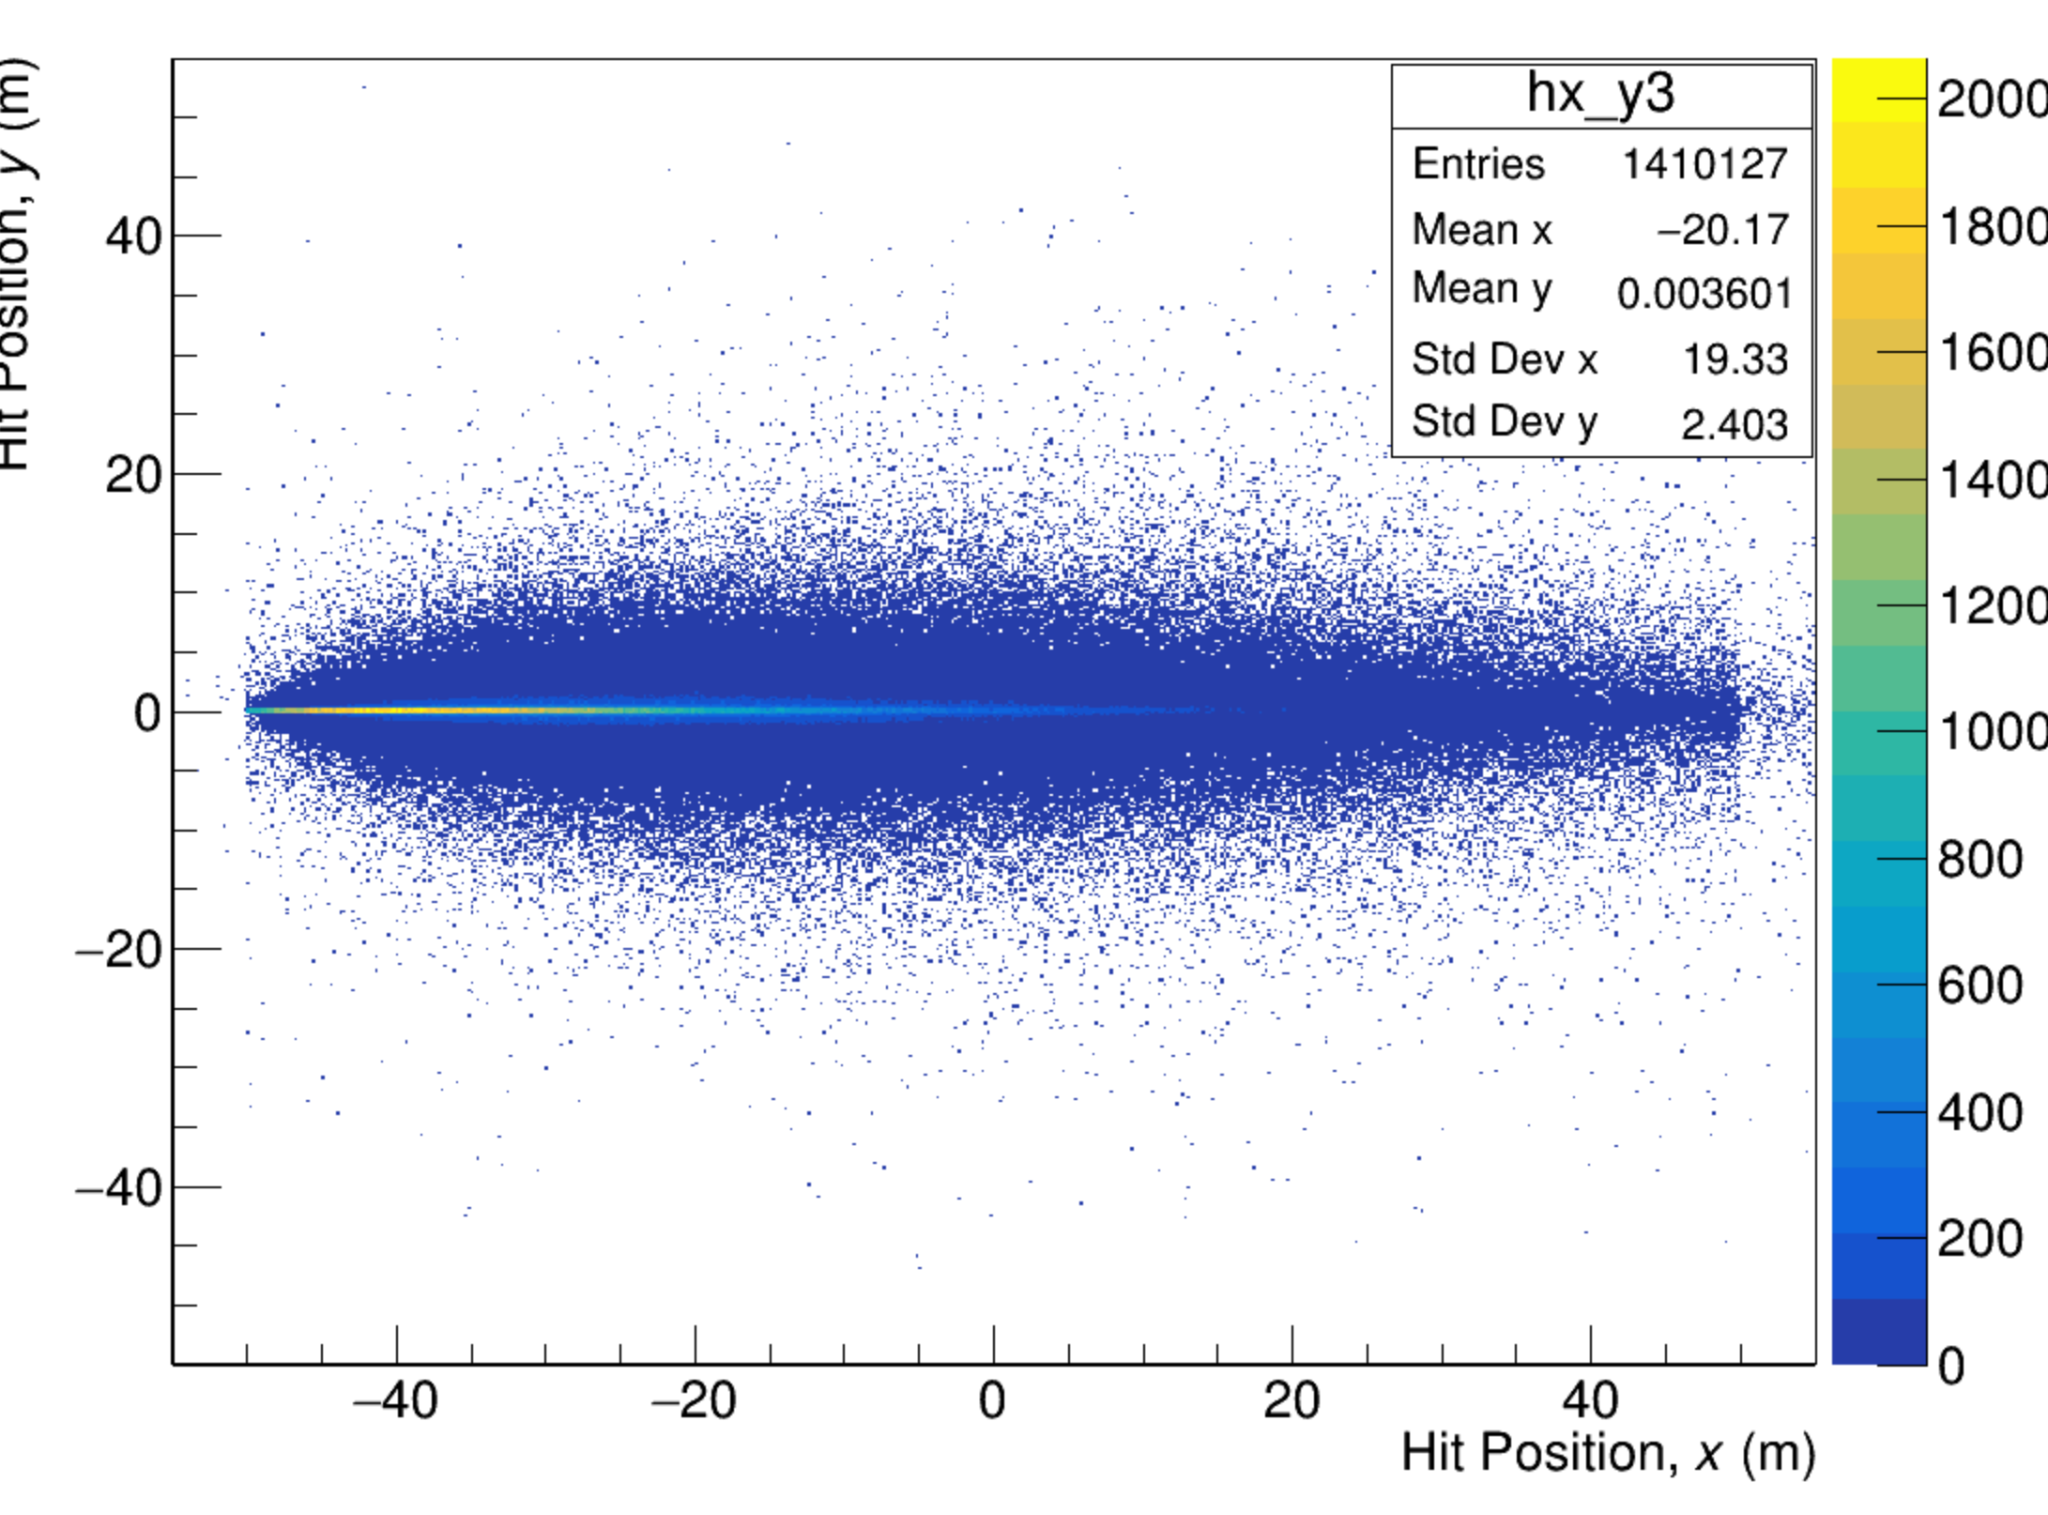 Hit Position, y (m)
hx_y3
Entries 1410127
Mean x −20.17
Mean y 0.003601
Std Dev x 19.33
Std Dev y 2.403
40
20
0
−20
−40
−40 −20 0 20 40
Hit Position, x (m)
2000
1800
1600
1400
1200
1000
800
600
400
200
0